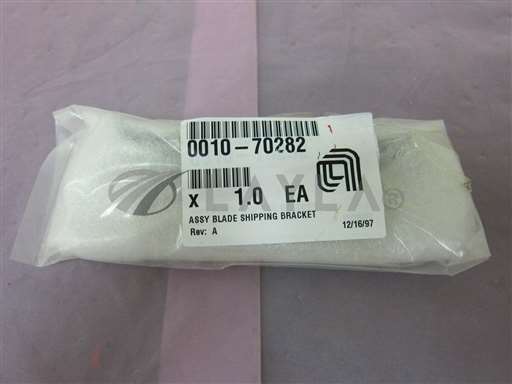 1
0010-70282
x 1.0 EA
ASSY BLADE SHIPPING BRACKET
Rev: A 12/16/97
LAYLA®